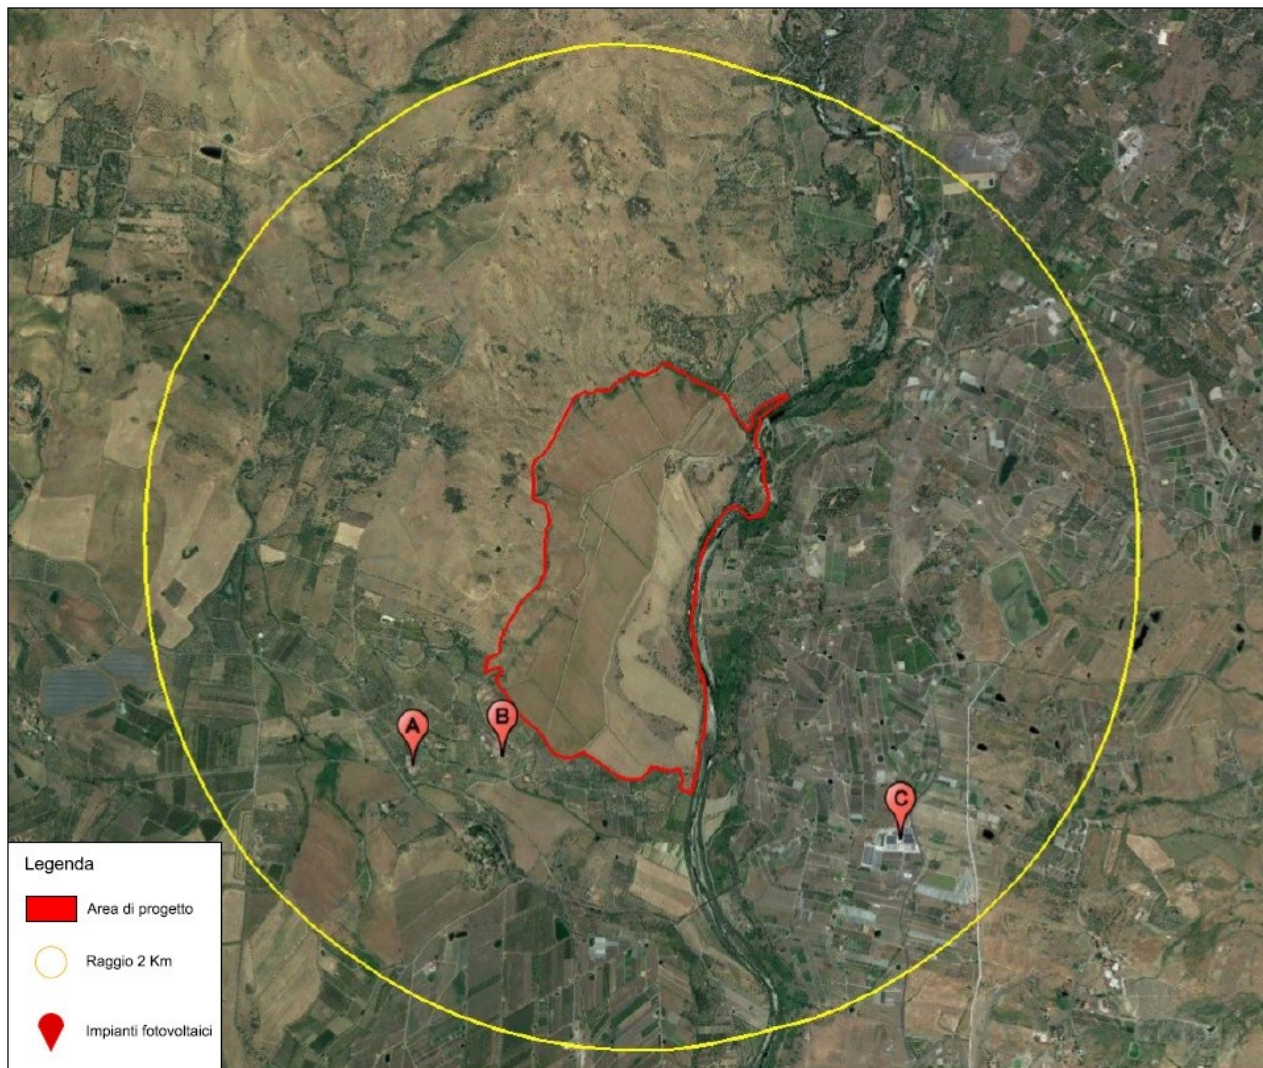 A
B
C
Legenda
Area di progetto
Raggio 2 Km
Impianti fotovoltaici